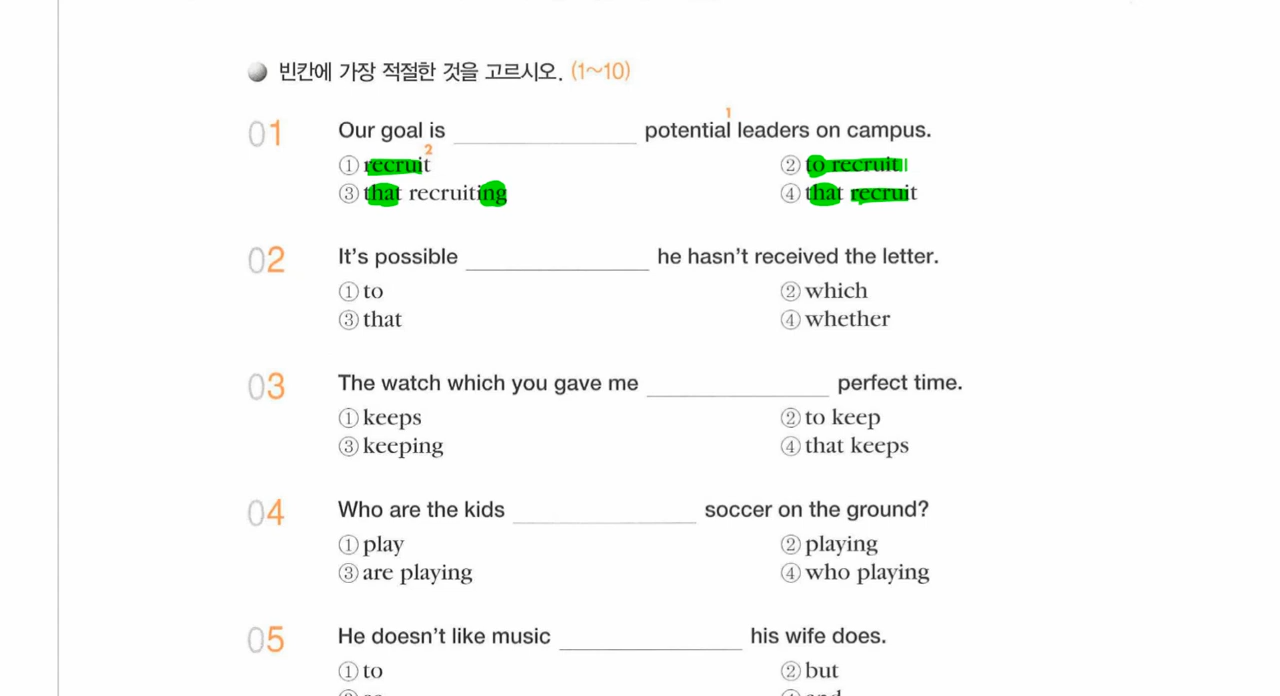 빈칸에 가장 적절한 것을 고르시오. (1~10)
1
01 Our goal is ______ potential leaders on campus.
2
① recruit ② to recruit
③ that recruiting ④ that recruit
02 It's possible ______ he hasn't received the letter.
① to ② which
③ that ④ whether
03 The watch which you gave me ______ perfect time.
① keeps ② to keep
③ keeping ④ that keeps
04 Who are the kids ______ soccer on the ground?
① play ② playing
③ are playing ④ who playing
05 He doesn't like music ______ his wife does.
① to ② but